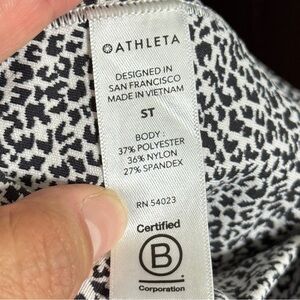 ATHLETA
DESIGNED IN
SAN FRANCISCO
MADE IN VIETNAM
ST
BODY :
37% POLYESTER
36% NYLON
27% SPANDEX
RN 54023
Certified
B
Corporation